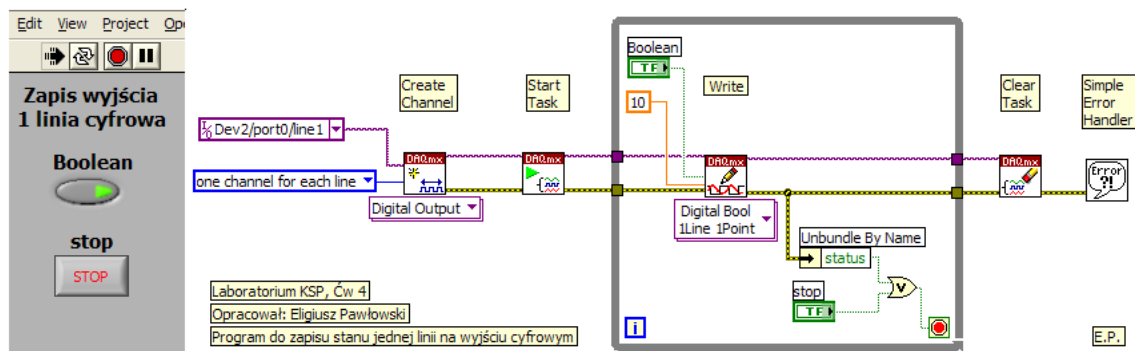 Edit View Project Ope
Zapis wyjścia
1 linia cyfrowa
Boolean
stop
STOP
Create
Channel
Start
Task
Boolean
TF
10
Write
Clear
Task
Simple
Error
Handler
I/O Dev2/port0/line1
one channel for each line
DAQmx
DAQmx
DAQmx
DAQmx
Error
?!
Digital Output
Digital Bool
1Line 1Point
Unbundle By Name
status
stop
TF
V
i
Laboratorium KSP, Ćw 4
Opracował: Eligiusz Pawłowski
Program do zapisu stanu jednej linii na wyjściu cyfrowym
E.P.